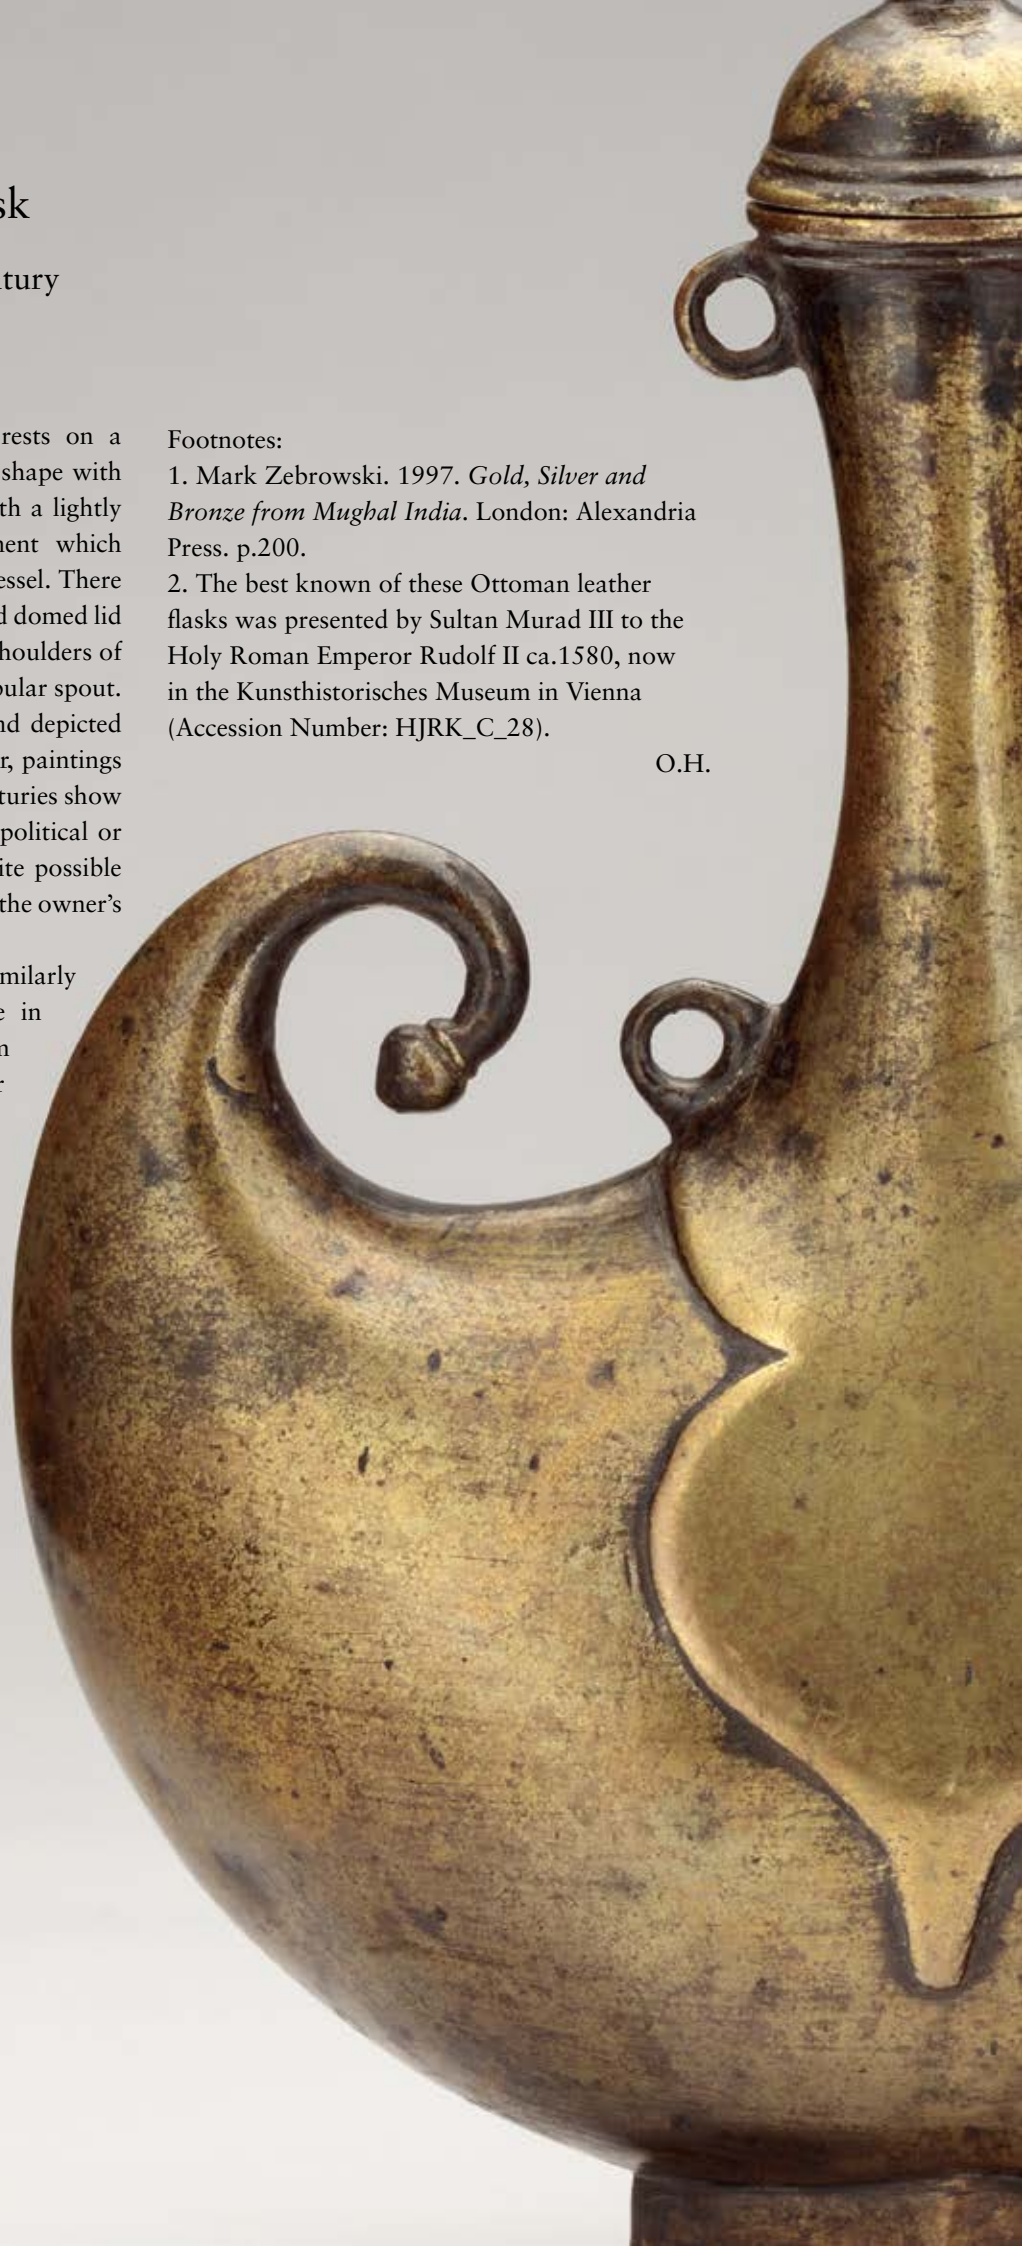 sk
tury
rests on a
shape with
th a lightly
ment which
essel. There
d domed lid
houlders of
bular spout.
nd depicted
r, paintings
turies show
political or
ite possible
the owner's
milarly
e in
n
r
Footnotes:
1. Mark Zebrowski. 1997. Gold, Silver and
Bronze from Mughal India. London: Alexandria
Press. p.200.
2. The best known of these Ottoman leather
flasks was presented by Sultan Murad III to the
Holy Roman Emperor Rudolf II ca.1580, now
in the Kunsthistorisches Museum in Vienna
(Accession Number: HJRK_C_28).
O.H.